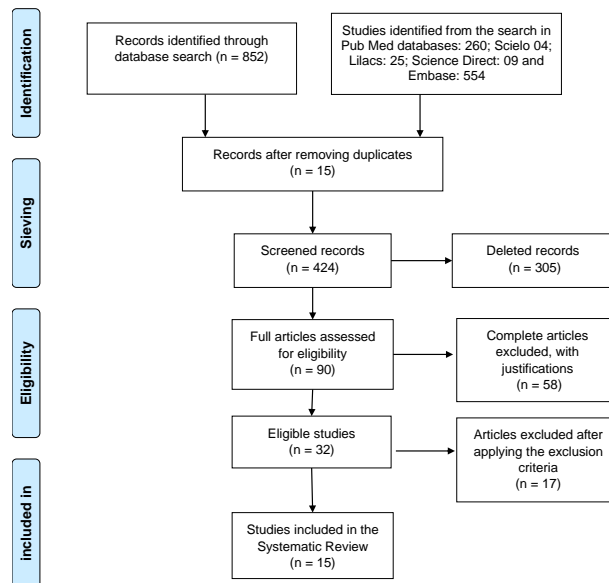 Identification
Records identified through
database search (n = 852)
Studies identified from the search in
Pub Med databases: 260; Scielo 04;
Lilacs: 25; Science Direct: 09 and
Embase: 554
Records after removing duplicates
(n = 15)
Sieving
Screened records
(n = 424)
Deleted records
(n = 305)
Eligibility
Full articles assessed
for eligibility
(n = 90)
Complete articles
excluded, with
justifications
(n = 58)
Eligible studies
(n = 32)
Articles excluded after
applying the exclusion
criteria
(n = 17)
included in
Studies included in the
Systematic Review
(n = 15)